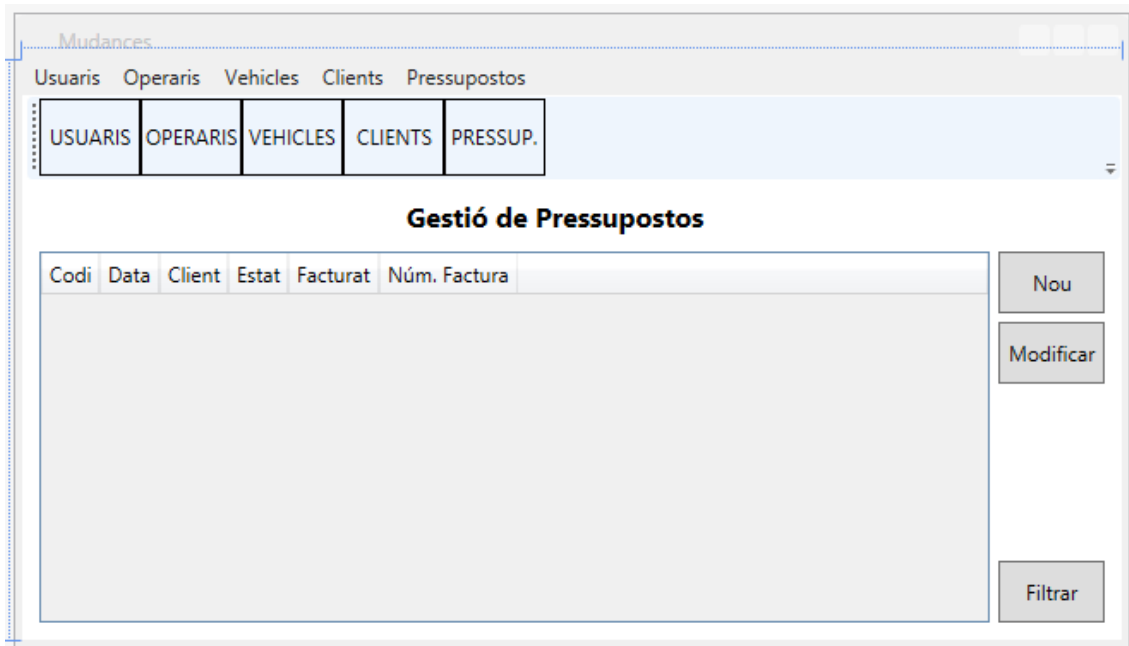 Mudances
Usuaris Operaris Vehicles Clients Pressupostos
USUARIS OPERARIS VEHICLES CLIENTS PRESSUP.
Gestió de Pressupostos
Codi Data Client Estat Facturat Núm. Factura
Nou
Modificar
Filtrar